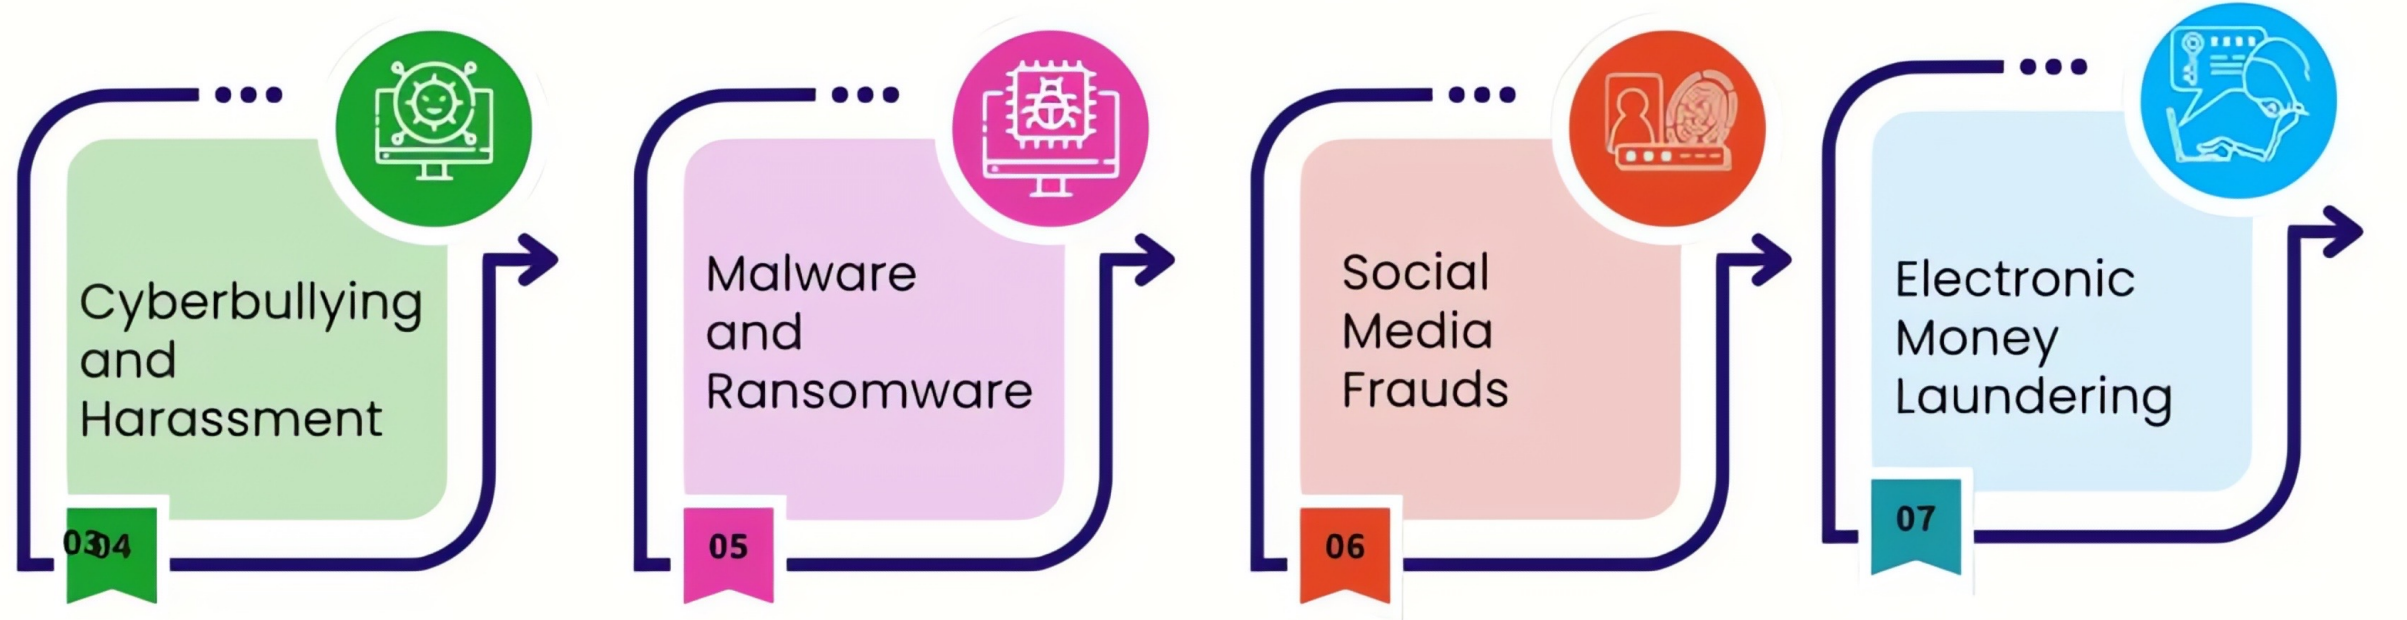 Cyberbullying
and
Harassment
03
04
Malware
and
Ransomware
05
Social
Media
Frauds
06
Electronic
Money
Laundering
07